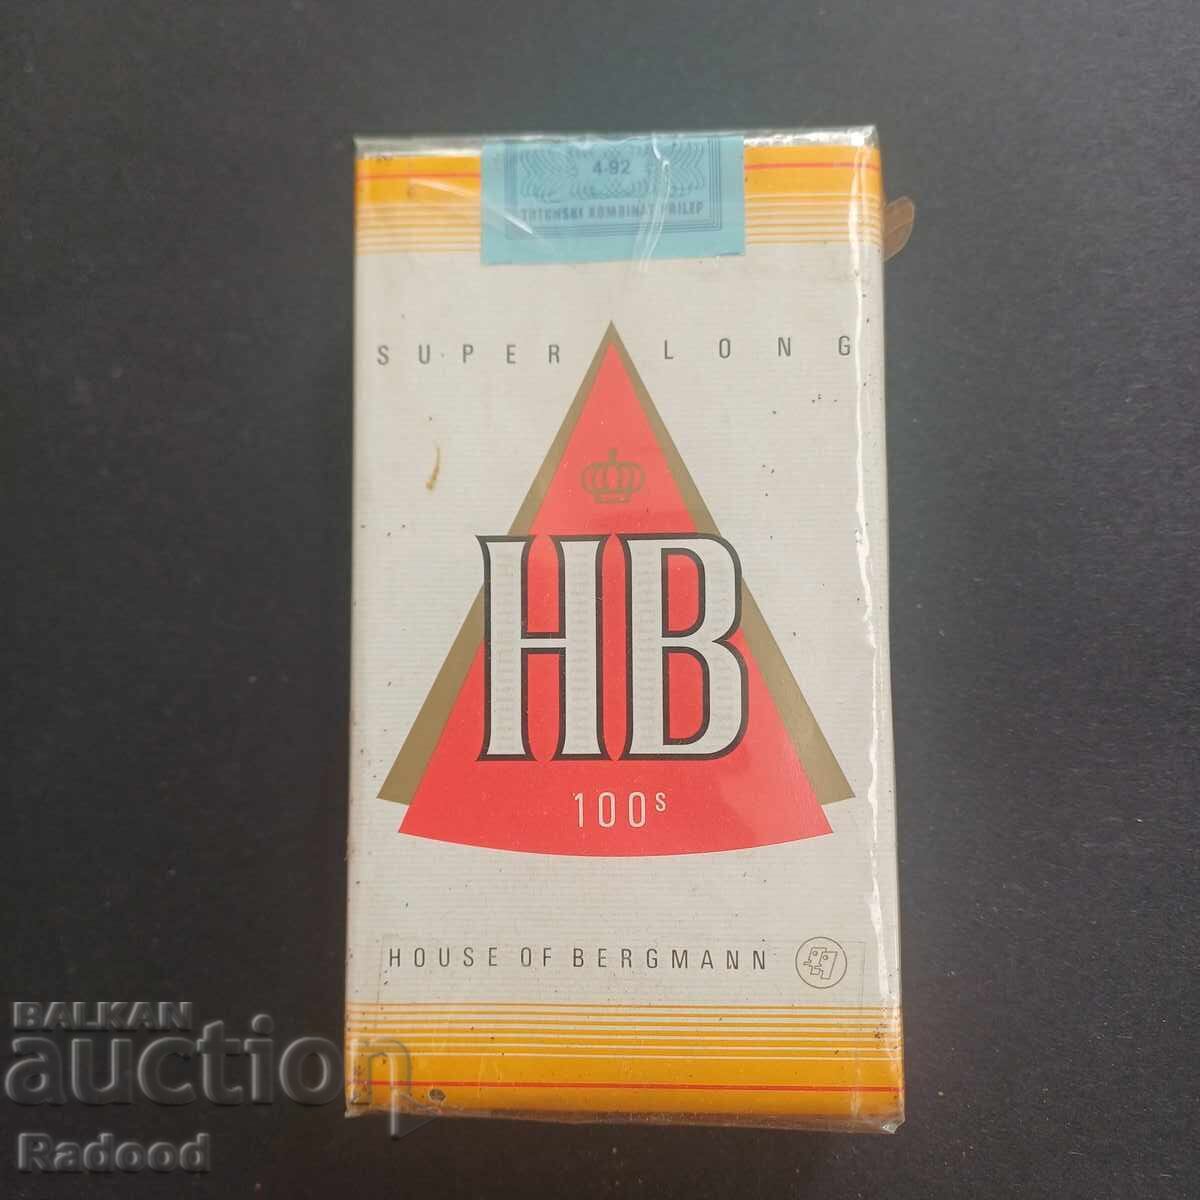 4-92
TUTUNSKI KOMBINAT PRILEP
SUPER LONG
HB
100s
HOUSE OF BERGMANN
BALKAN
auction
Radood